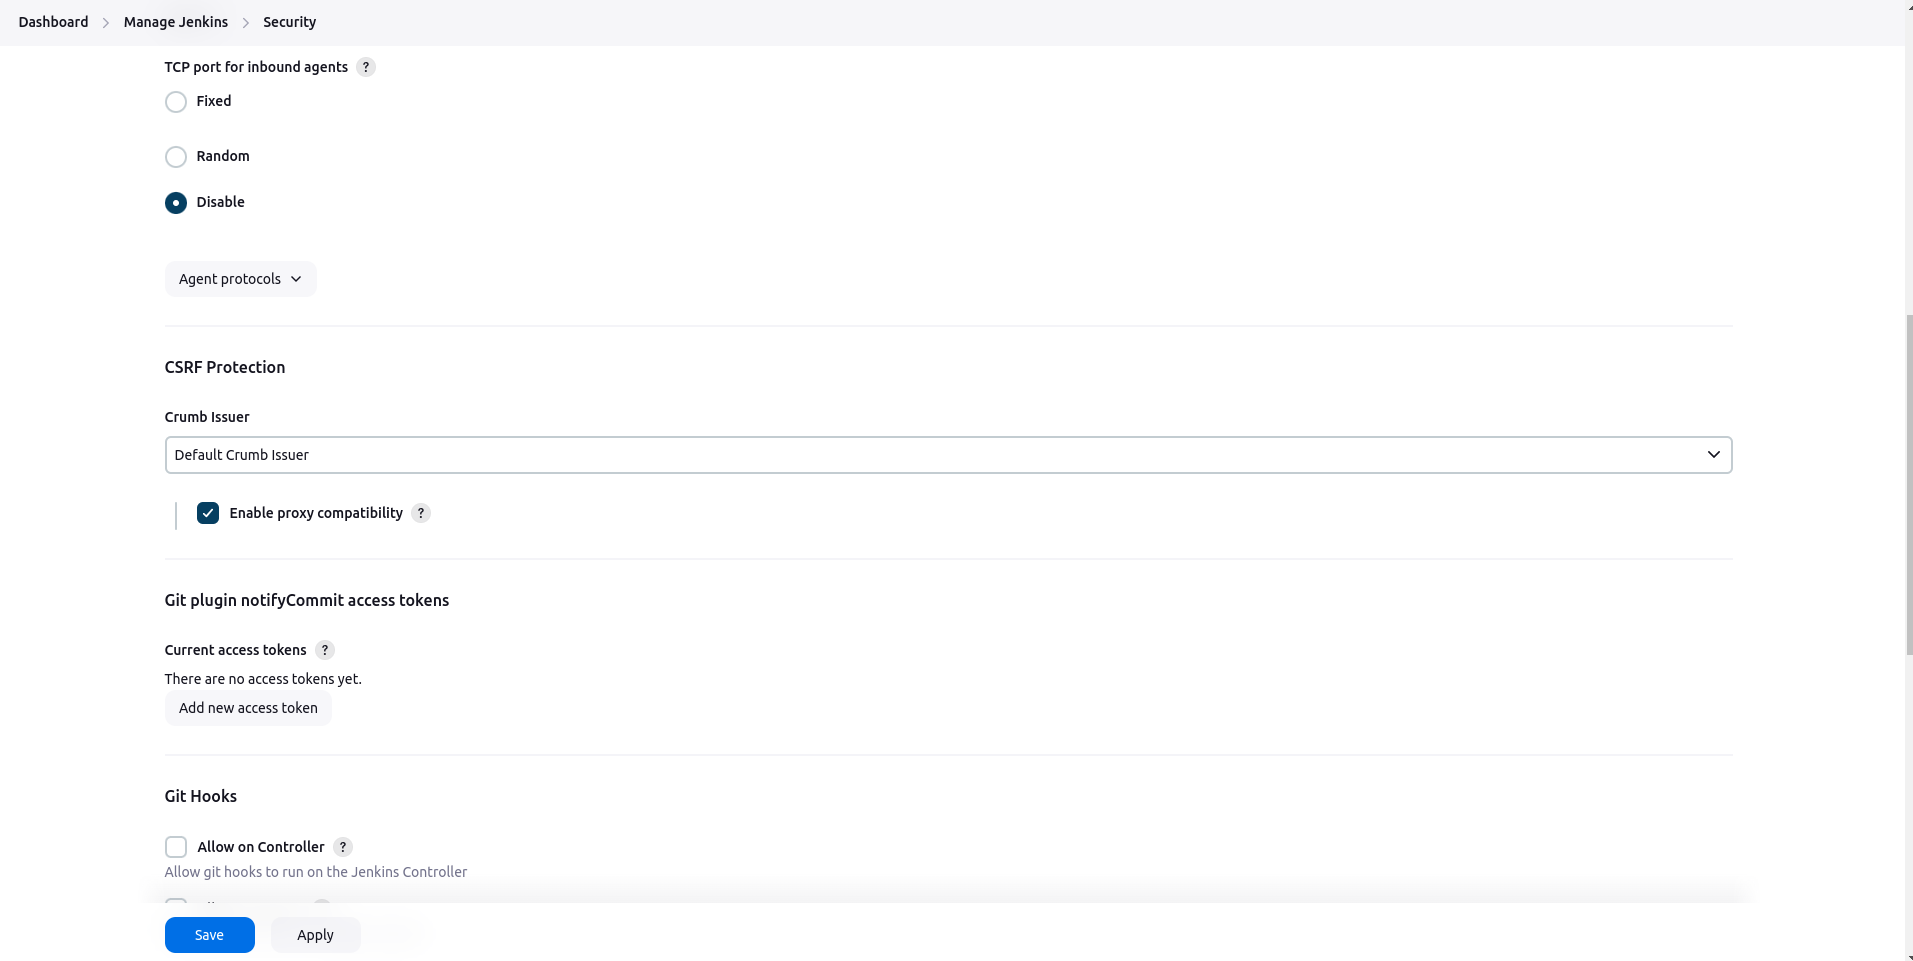 Dashboard > Manage Jenkins > Security
TCP port for inbound agents ?
Fixed
Random
Disable
Agent protocols
CSRF Protection
Crumb Issuer
Default Crumb Issuer
Enable proxy compatibility ?
Git plugin notifyCommit access tokens
Current access tokens ?
There are no access tokens yet.
Add new access token
Git Hooks
Allow on Controller ?
Allow git hooks to run on the Jenkins Controller
Save Apply